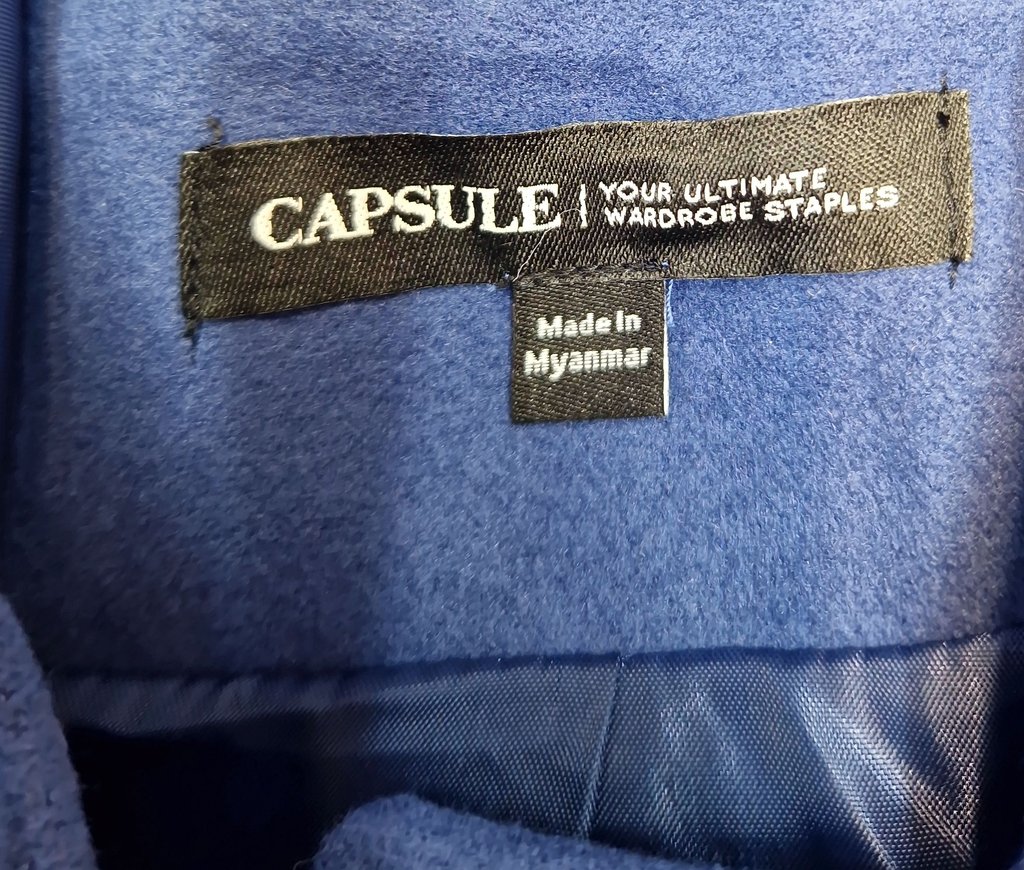 CAPSULE | YOUR ULTIMATE
WARDROBE STAPLES
Made In
Myanmar